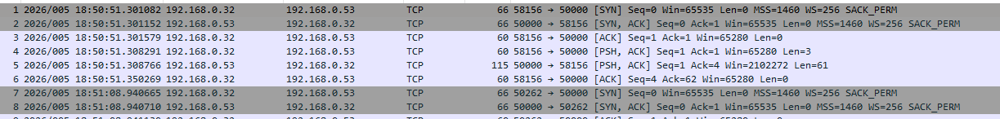 1 2026/005 18:50:51.301082 192.168.0.32 192.168.0.53 TCP 66 58156 → 50000 [SYN] Seq=0 Win=65535 Len=0 MSS=1460 WS=256 SACK_PERM
2 2026/005 18:50:51.301152 192.168.0.53 192.168.0.32 TCP 66 50000 → 58156 [SYN, ACK] Seq=0 Ack=1 Win=65535 Len=0 MSS=1460 WS=256 SACK_PERM
3 2026/005 18:50:51.301579 192.168.0.32 192.168.0.53 TCP 60 58156 → 50000 [ACK] Seq=1 Ack=1 Win=65280 Len=0
4 2026/005 18:50:51.308291 192.168.0.32 192.168.0.53 TCP 60 58156 → 50000 [PSH, ACK] Seq=1 Ack=1 Win=65280 Len=3
5 2026/005 18:50:51.308766 192.168.0.53 192.168.0.32 TCP 115 50000 → 58156 [PSH, ACK] Seq=1 Ack=4 Win=2102272 Len=61
6 2026/005 18:50:51.350269 192.168.0.32 192.168.0.53 TCP 60 58156 → 50000 [ACK] Seq=4 Ack=62 Win=65280 Len=0
7 2026/005 18:51:08.940665 192.168.0.32 192.168.0.53 TCP 66 50262 → 50000 [SYN] Seq=0 Win=65535 Len=0 MSS=1460 WS=256 SACK_PERM
8 2026/005 18:51:08.940710 192.168.0.53 192.168.0.32 TCP 66 50000 → 50262 [SYN, ACK] Seq=0 Ack=1 Win=65535 Len=0 MSS=1460 WS=256 SACK_PERM